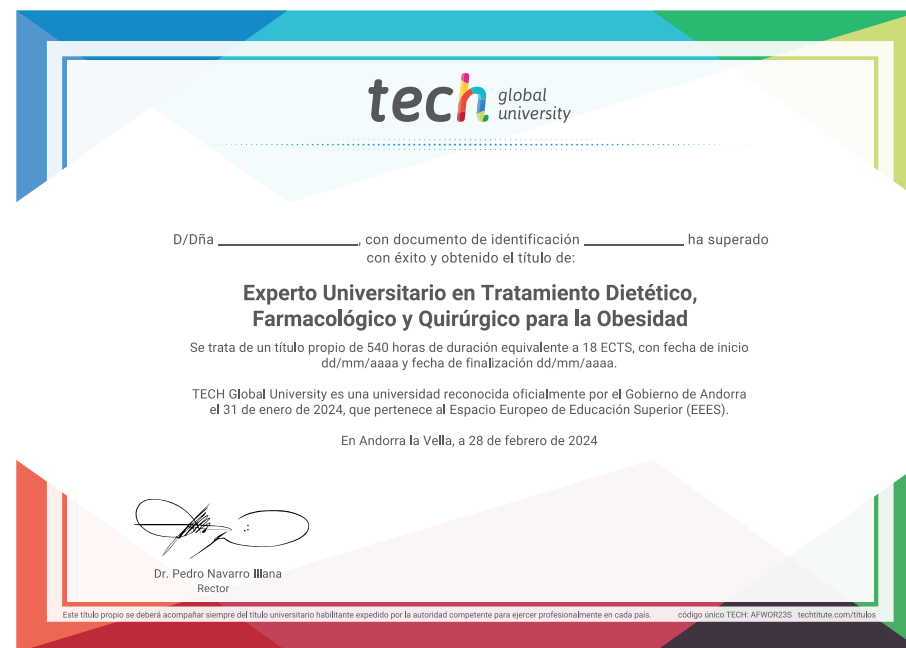 tech global university
D/Dña ____________________, con documento de identificación ______________ ha superado
con éxito y obtenido el título de:
Experto Universitario en Tratamiento Dietético,
Farmacológico y Quirúrgico para la Obesidad
Se trata de un título propio de 540 horas de duración equivalente a 18 ECTS, con fecha de inicio
dd/mm/aaaa y fecha de finalización dd/mm/aaaa.
TECH Global University es una universidad reconocida oficialmente por el Gobierno de Andorra
el 31 de enero de 2024, que pertenece al Espacio Europeo de Educación Superior (EEES).
En Andorra la Vella, a 28 de febrero de 2024
Dr. Pedro Navarro Illana
Rector
Este título propio se deberá acompañar siempre del título universitario habilitante expedido por la autoridad competente para ejercer profesionalmente en cada país. código único TECH: AFWOR23S techtitute.com/titulos